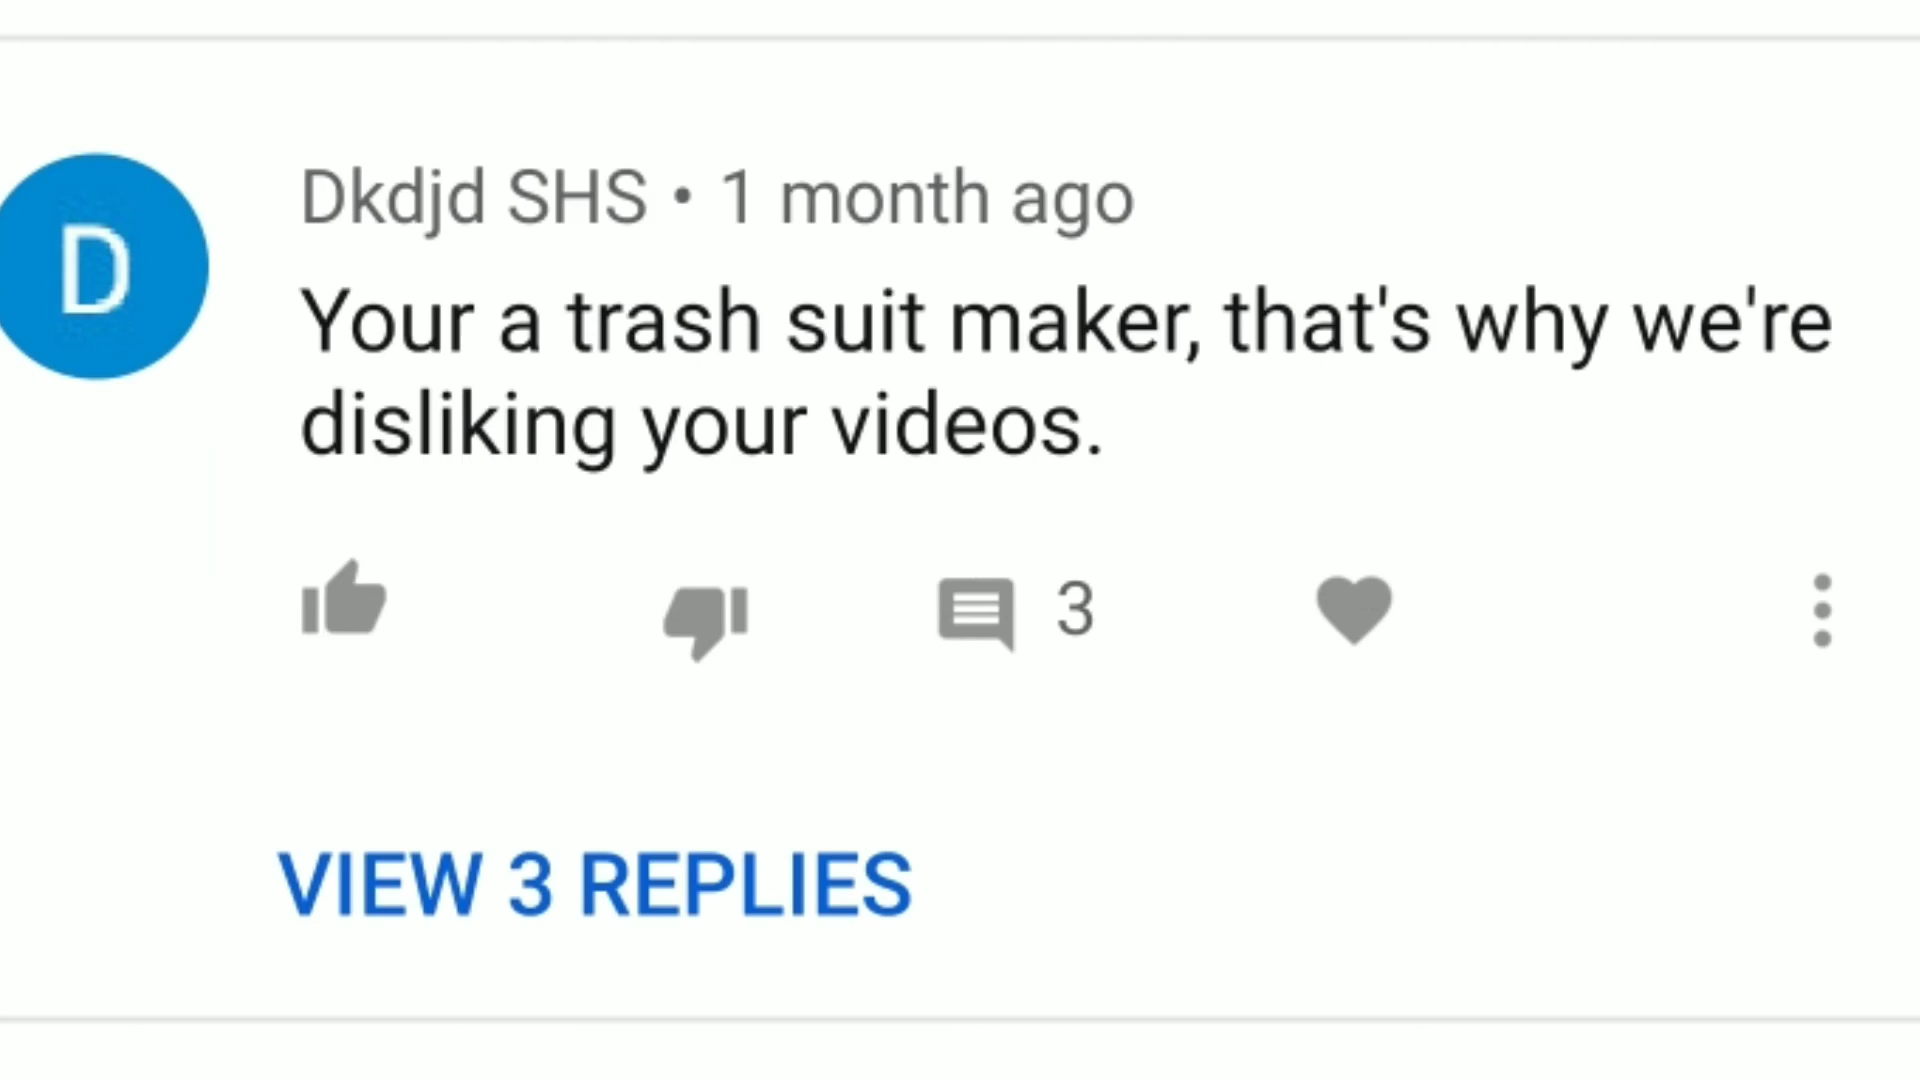 D
Dkdjd SHS • 1 month ago
Your a trash suit maker, that's why we're
disliking your videos.
3
VIEW 3 REPLIES